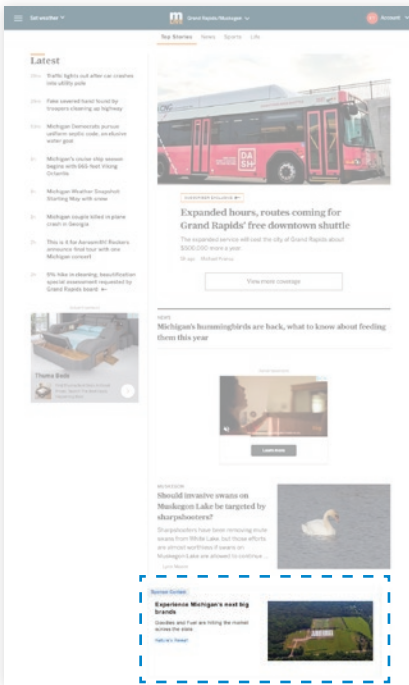 Set weather
Grand Rapids/Muskegon
Account
Top Stories
News
Sports
Life
Latest
Traffic lights out after car crashes
into utility pole
Fake severed hand found by
troopers cleaning up highway
Michigan Democrats pursue
uniform septic code, an elusive
water goal
Michigan's cruise ship season
begins with 665-foot Viking
Octantis
Michigan Weather Snapshot:
Starting May with snow
Michigan couple killed in plane
crash in Georgia
This is it for Aerosmith! Rockers
announce final tour with one
Michigan concert
5% hike in cleaning, beautification
special assessment requested by
Grand Rapids board
Thuma Beds
DASH
Expanded hours, routes coming for
Grand Rapids' free downtown shuttle
The expanded service will cost the city of Grand Rapids about
$500,000 more a year
View more coverage
NEWS
Michigan's hummingbirds are back, what to know about feeding
them this year
Learn more
MUSKEGON
Should invasive swans on
Muskegon Lake be targeted by
sharpshooters?
Sharpshooters have been removing mute
swans from White Lake, but those efforts
are almost worthless if swans on
Muskegon Lake are allowed to continue ...
Sponsor Content
Experience Michigan's next big
brands
Goodles and Fuel are hitting the market
across the state.